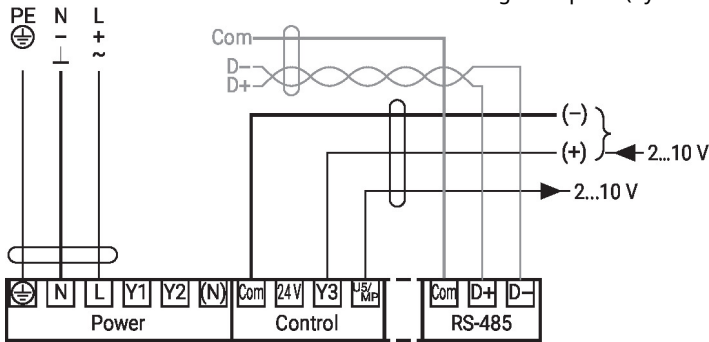 PE N L
- +
⊥ ~
Com
D-
D+
(-)
(+)
2...10 V
2...10 V
N L Y1 Y2 (N) Com 24 V Y3 U5/MP Com D+ D-
Power Control RS-485